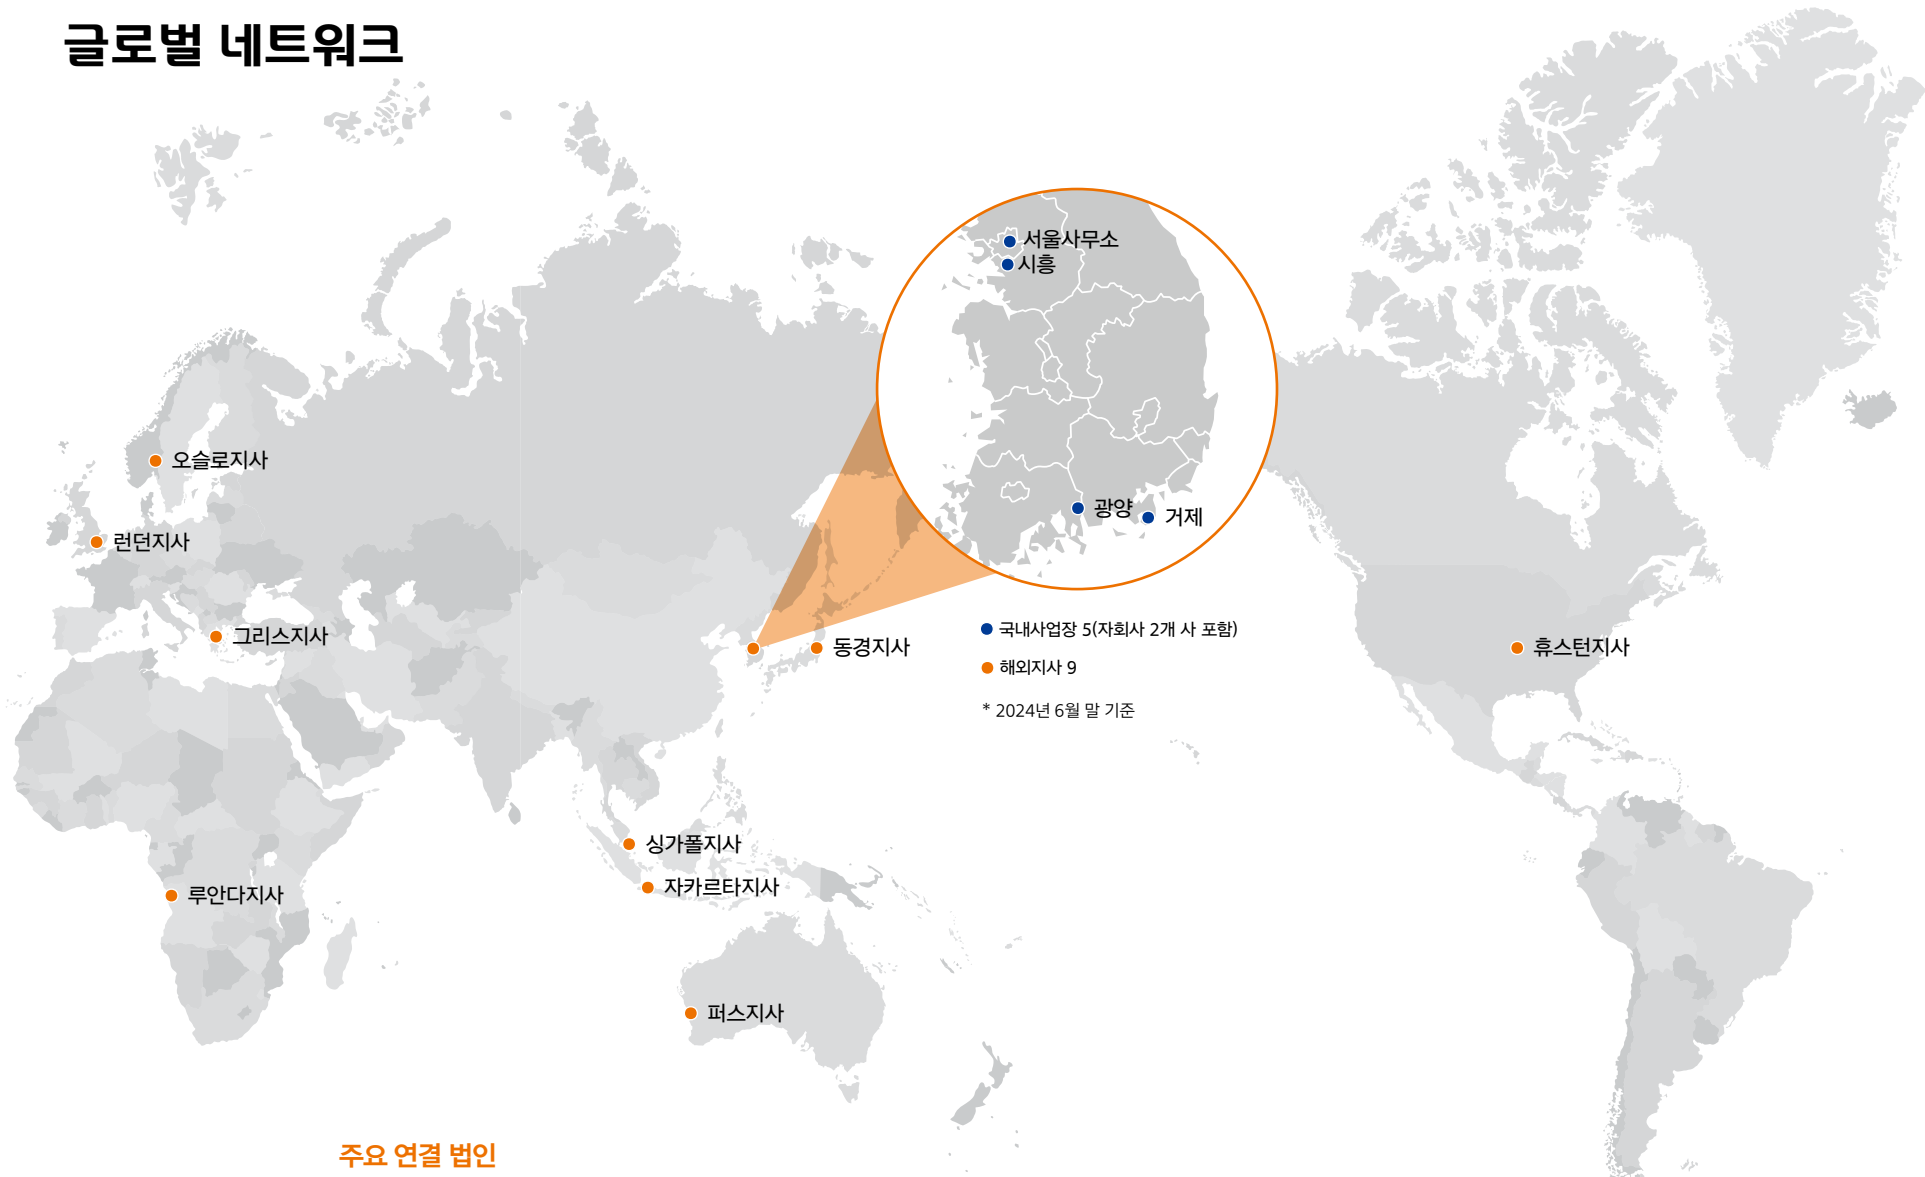 글로벌 네트워크
서울사무소
시흥
오슬로지사
광양
거제
런던지사
국내사업장 5(자회사 2개 사 포함)
그리스지사
동경지사
휴스턴지사
해외지사 9
* 2024년 6월 말 기준
싱가폴지사
자카르타지사
루안다지사
퍼스지사
주요 연결 법인